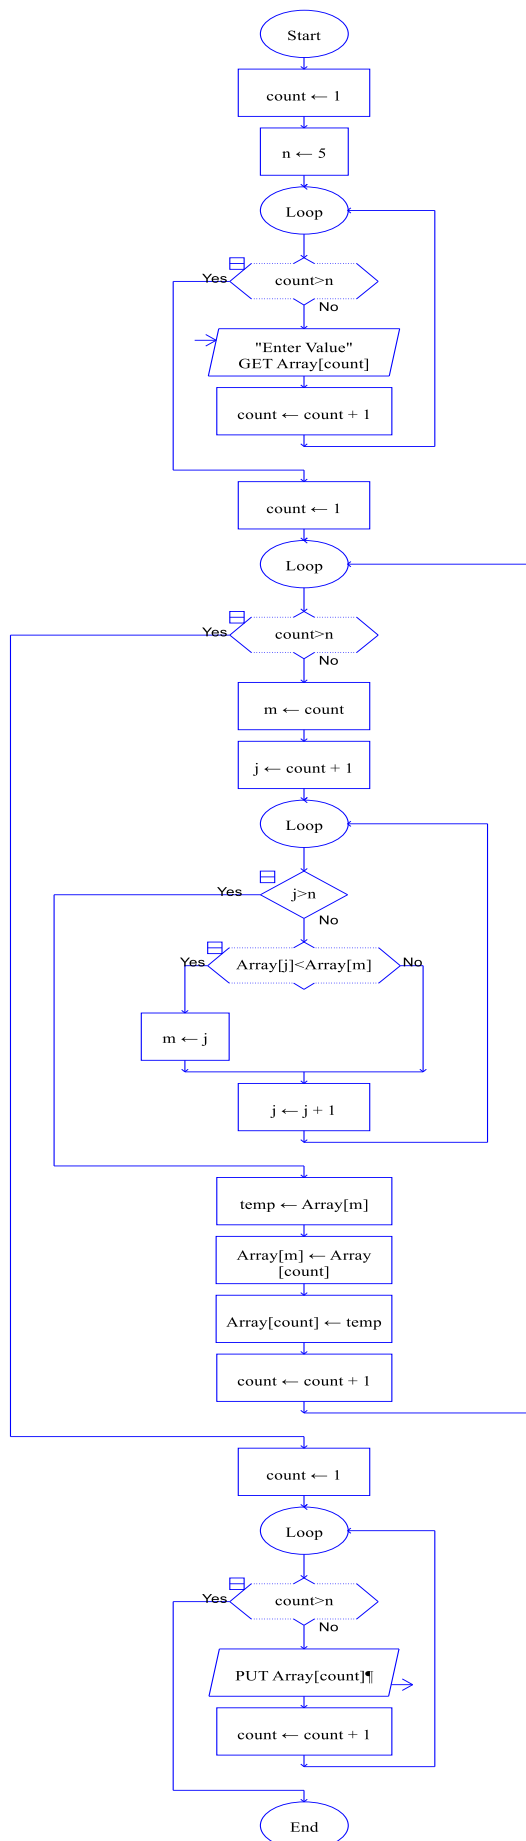 Start
count ← 1
n ← 5
Loop
count>n
Yes
No
"Enter Value"
GET Array[count]
count ← count + 1
count ← 1
Loop
count>n
Yes
No
m ← count
j ← count + 1
Loop
Yes
j>n
No
Yes
Array[j]<Array[m]
No
m ← j
j ← j + 1
temp ← Array[m]
Array[m] ← Array
[count]
Array[count] ← temp
count ← count + 1
count ← 1
Loop
Yes
count>n
No
PUT Array[count]¶
count ← count + 1
End